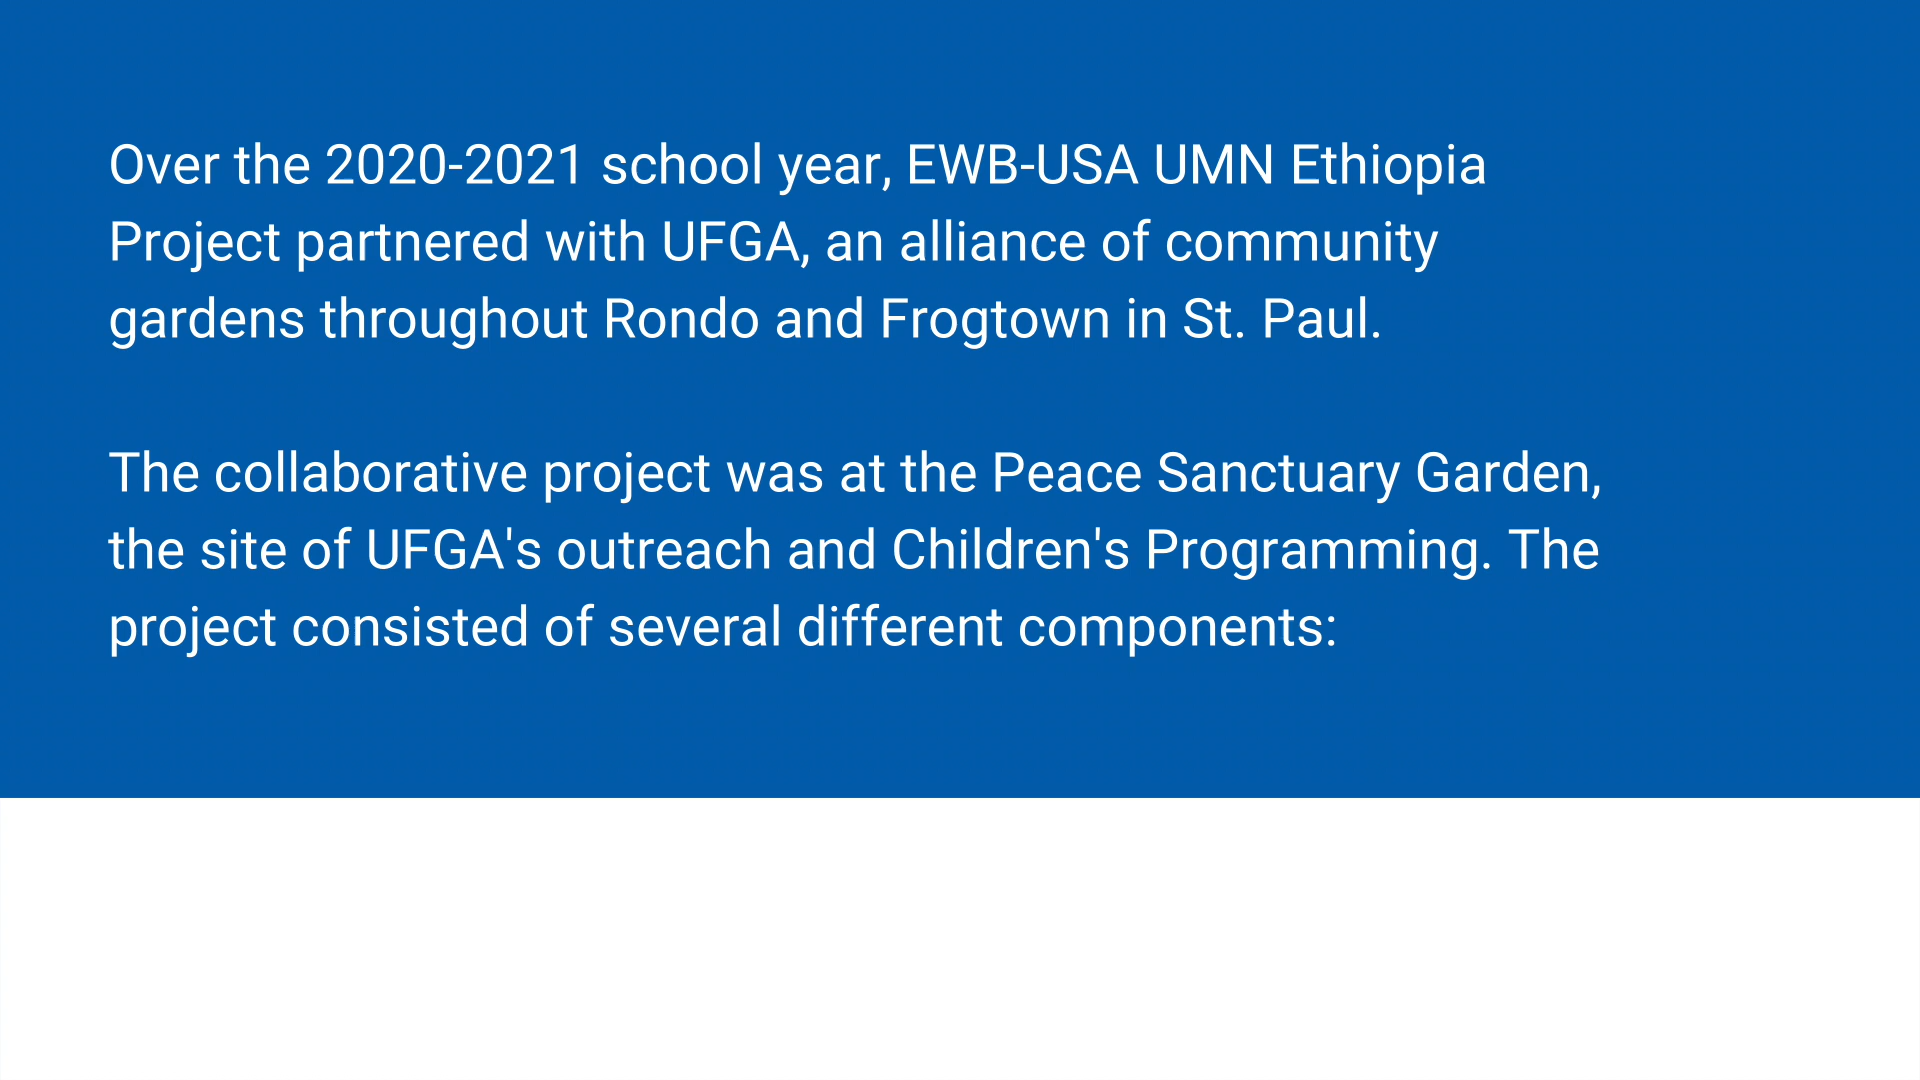 Over the 2020-2021 school year, EWB-USA UMN Ethiopia
Project partnered with UFGA, an alliance of community
gardens throughout Rondo and Frogtown in St. Paul.
The collaborative project was at the Peace Sanctuary Garden,
the site of UFGA's outreach and Children's Programming. The
project consisted of several different components: